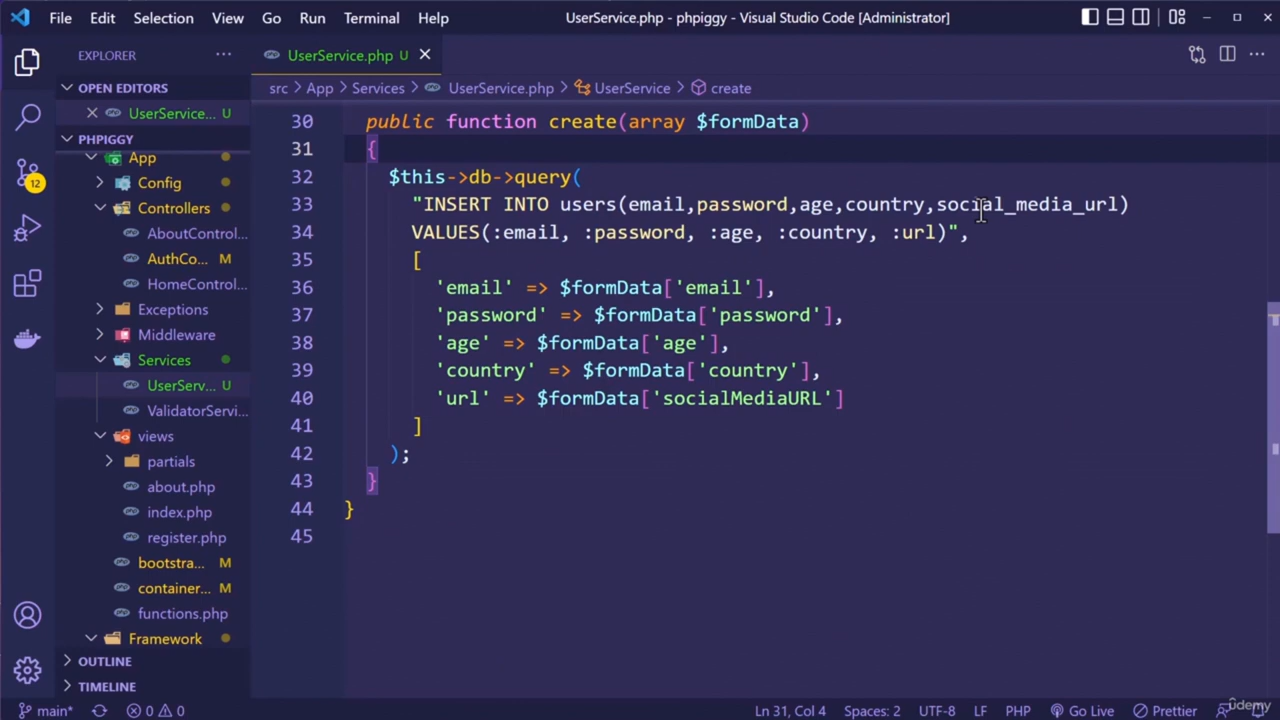 File Edit Selection View Go Run Terminal Help UserService.php - phpiggy - Visual Studio Code [Administrator]
EXPLORER ... UserService.php U
src > App > Services > UserService.php > UserService > create
OPEN EDITORS
UserService... U
PHPIGGY
App
Config
Controllers
AboutControl...
AuthCo... M
HomeControl...
Exceptions
Middleware
Services
UserServ... U
ValidatorServi...
views
partials
about.php
index.php
register.php
bootstra... M
container... M
functions.php
Framework
OUTLINE
TIMELINE
12
30 public function create(array $formData)
31 {
32 $this->db->query(
33 "INSERT INTO users(email,password,age,country,social_media_url)
34 VALUES(:email, :password, :age, :country, :url)",
35 [
36 'email' => $formData['email'],
37 'password' => $formData['password'],
38 'age' => $formData['age'],
39 'country' => $formData['country'],
40 'url' => $formData['socialMediaURL']
41 ]
42 );
43 }
44 }
45
main* 0 0 Ln 31, Col 4 Spaces: 2 UTF-8 LF PHP Go Live Prettier
ûdemy